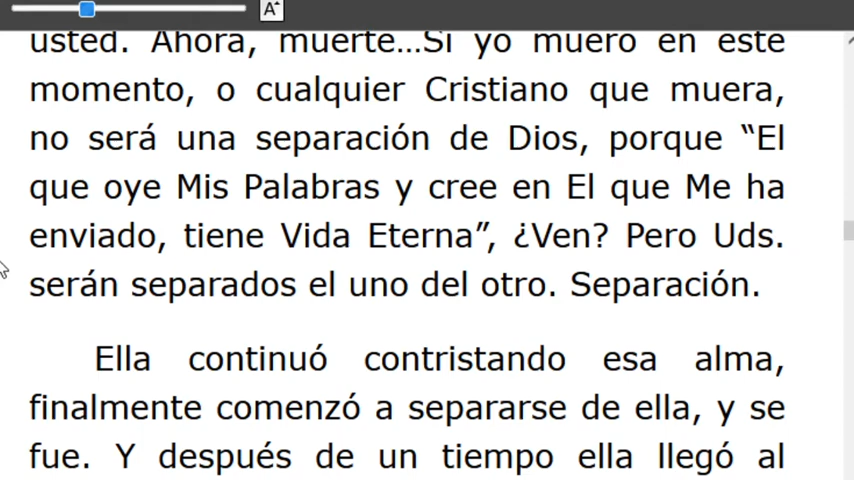 A
usted. Ahora, muerte...Si yo muero en este
momento, o cualquier Cristiano que muera,
no será una separación de Dios, porque “El
que oye Mis Palabras y cree en El que Me ha
enviado, tiene Vida Eterna”, ¿Ven? Pero Uds.
serán separados el uno del otro. Separación.
Ella continuó contristando esa alma,
finalmente comenzó a separarse de ella, y se
fue. Y después de un tiempo ella llegó al